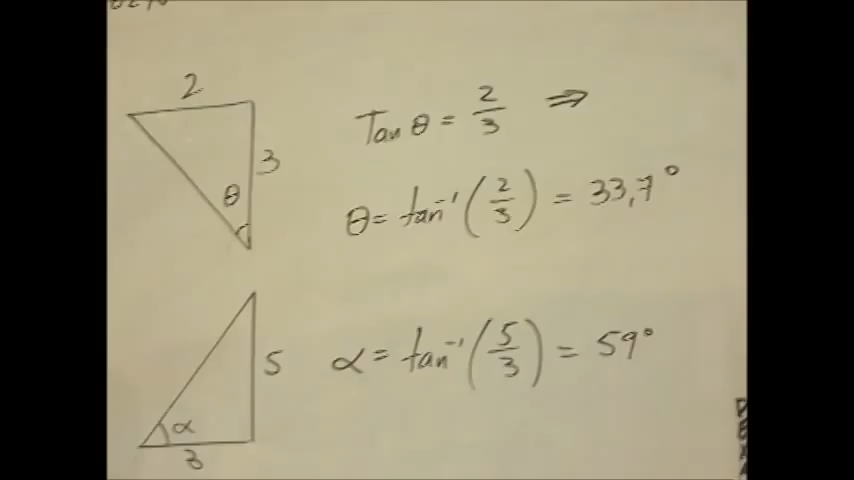 2
Tan θ = 2/3 ⇒
3
θ
θ = tan⁻¹(2/3) = 33,7°
5
α = tan⁻¹(5/3) = 59°
α
3